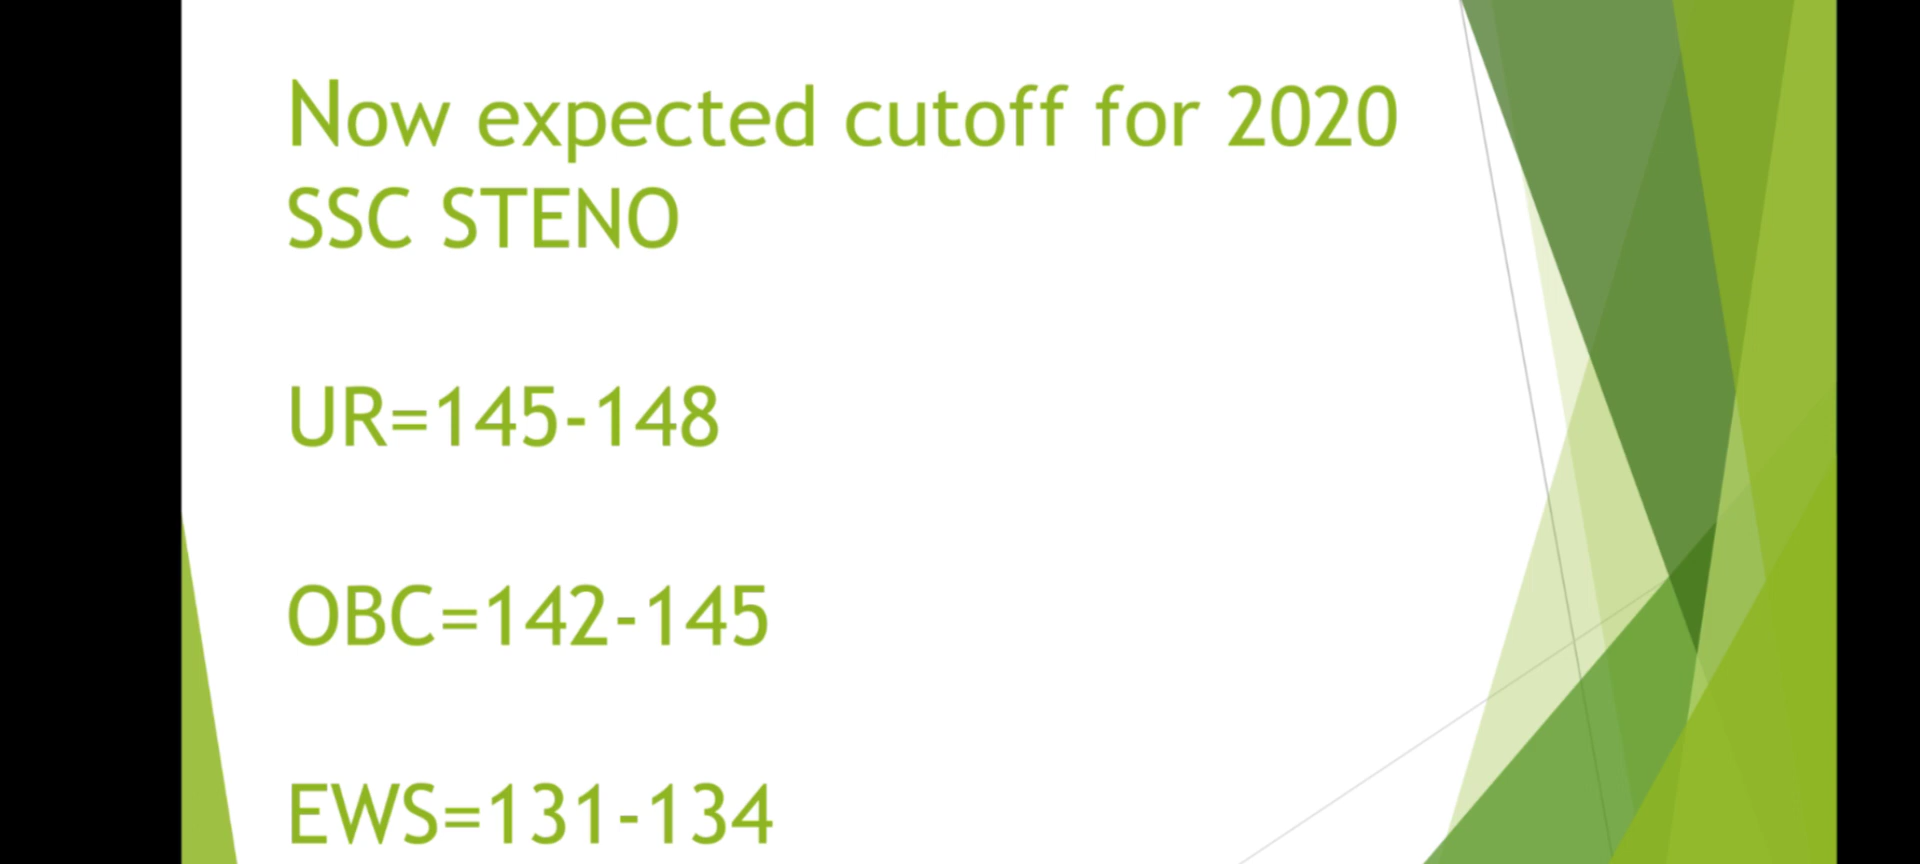 Now expected cutoff for 2020
SSC STENO
UR=145-148
OBC=142-145
EWS=131-134